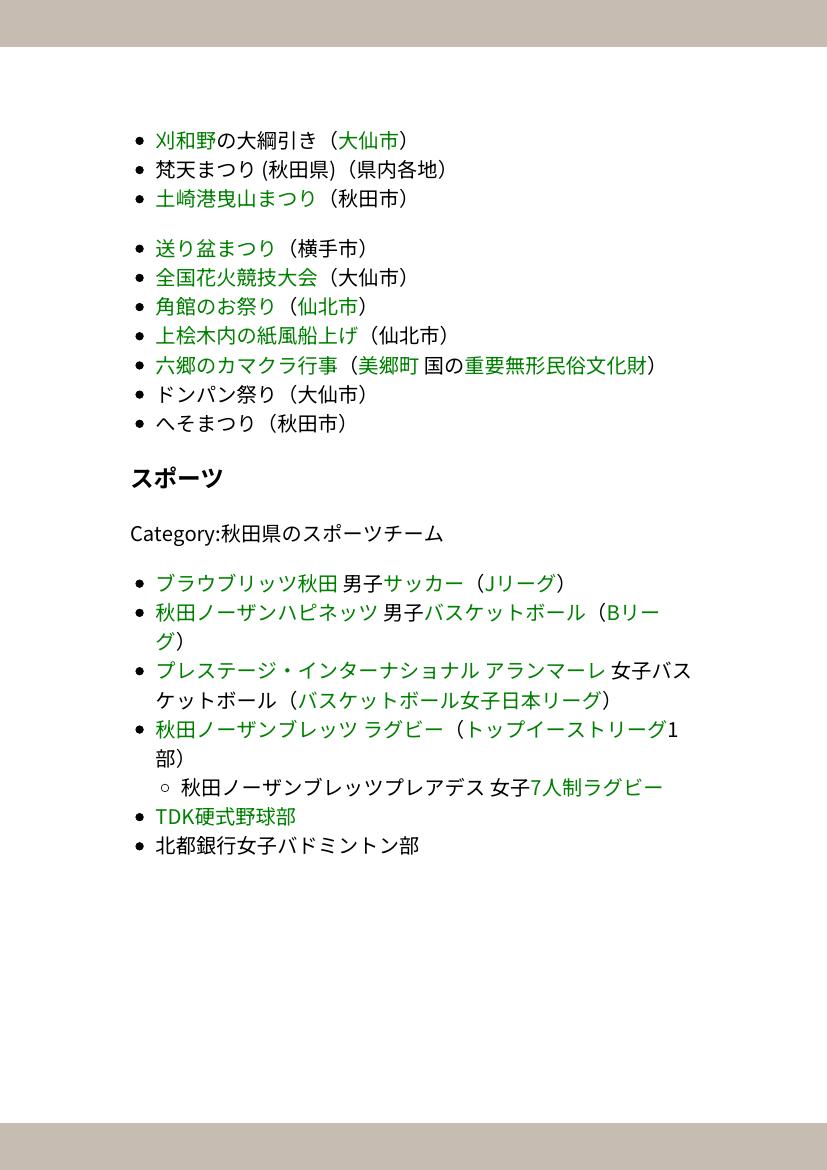 刈和野の大綱引き（大仙市）
梵天まつり (秋田県)（県内各地）
土崎港曳山まつり（秋田市）
送り盆まつり（横手市）
全国花火競技大会（大仙市）
角館のお祭り（仙北市）
上桧木内の紙風船上げ（仙北市）
六郷のカマクラ行事（美郷町 国の重要無形民俗文化財）
ドンパン祭り（大仙市）
へそまつり（秋田市）
スポーツ
Category:秋田県のスポーツチーム
ブラウブリッツ秋田 男子サッカー（Jリーグ）
秋田ノーザンハピネッツ 男子バスケットボール（Bリー
グ）
プレステージ・インターナショナル アランマーレ 女子バス
ケットボール（バスケットボール女子日本リーグ）
秋田ノーザンブレッツ ラグビー（トップイーストリーグ1
部）
秋田ノーザンブレッツプレアデス 女子7人制ラグビー
TDK硬式野球部
北都銀行女子バドミントン部